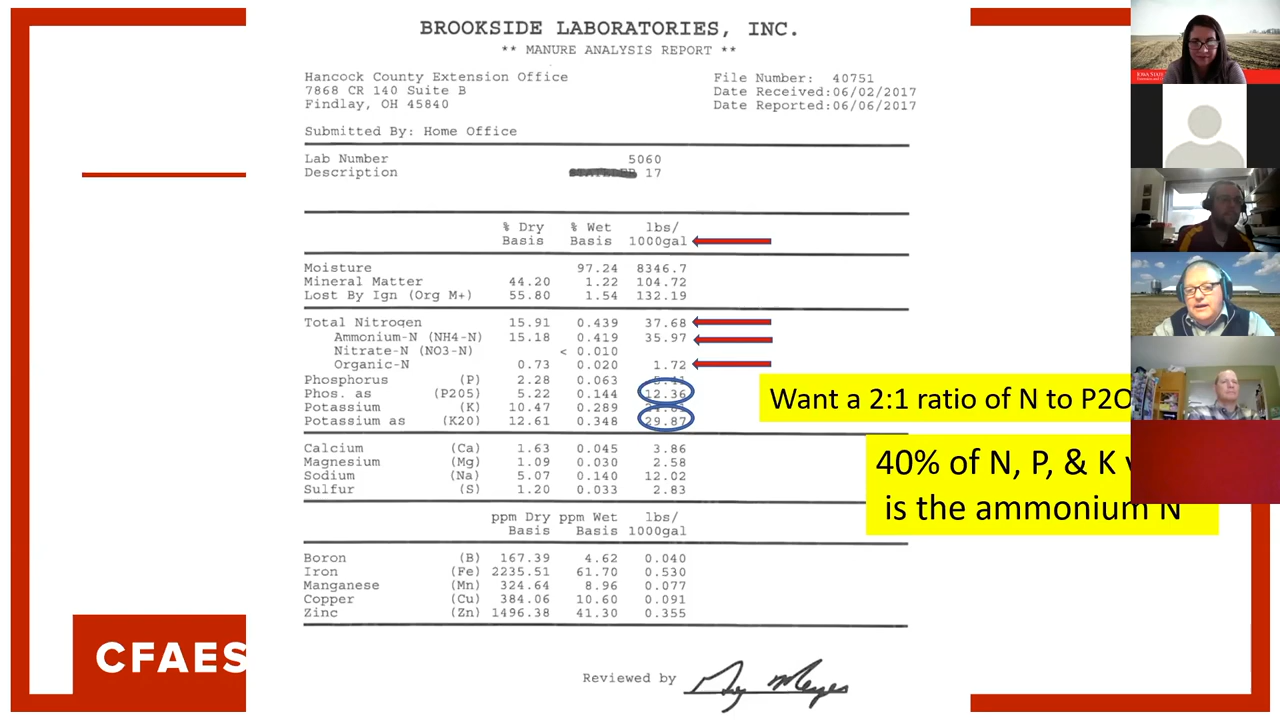 BROOKSIDE LABORATORIES, INC.
** MANURE ANALYSIS REPORT **
Hancock County Extension Office File Number: 40751
7868 CR 140 Suite B Date Received:06/02/2017
Findlay, OH 45840 Date Reported:06/06/2017
Submitted By: Home Office
Lab Number 5060
Description 17
% Dry % Wet lbs/
Basis Basis 1000gal
Moisture 97.24 8346.7
Mineral Matter 44.20 1.22 104.72
Lost By Ign (Org M+) 55.80 1.54 132.19
Total Nitrogen 15.91 0.439 37.68
Ammonium-N (NH4-N) 15.18 0.419 35.97
Nitrate-N (NO3-N) < 0.010
Organic-N 0.73 0.020 1.72
Phosphorus (P) 2.28 0.063
Phos. as (P205) 5.22 0.144 12.36
Potassium (K) 10.47 0.289
Potassium as (K20) 12.61 0.348 29.87
Want a 2:1 ratio of N to P2O
40% of N, P, & K
is the ammonium N
Calcium (Ca) 1.63 0.045 3.86
Magnesium (Mg) 1.09 0.030 2.58
Sodium (Na) 5.07 0.140 12.02
Sulfur (S) 1.20 0.033 2.83
ppm Dry ppm Wet lbs/
Basis Basis 1000gal
Boron (B) 167.39 4.62 0.040
Iron (Fe) 2235.51 61.70 0.530
Manganese (Mn) 324.64 8.96 0.077
Copper (Cu) 384.06 10.60 0.091
Zinc (Zn) 1496.38 41.30 0.355
Reviewed by
CFAES
IOWA STATE